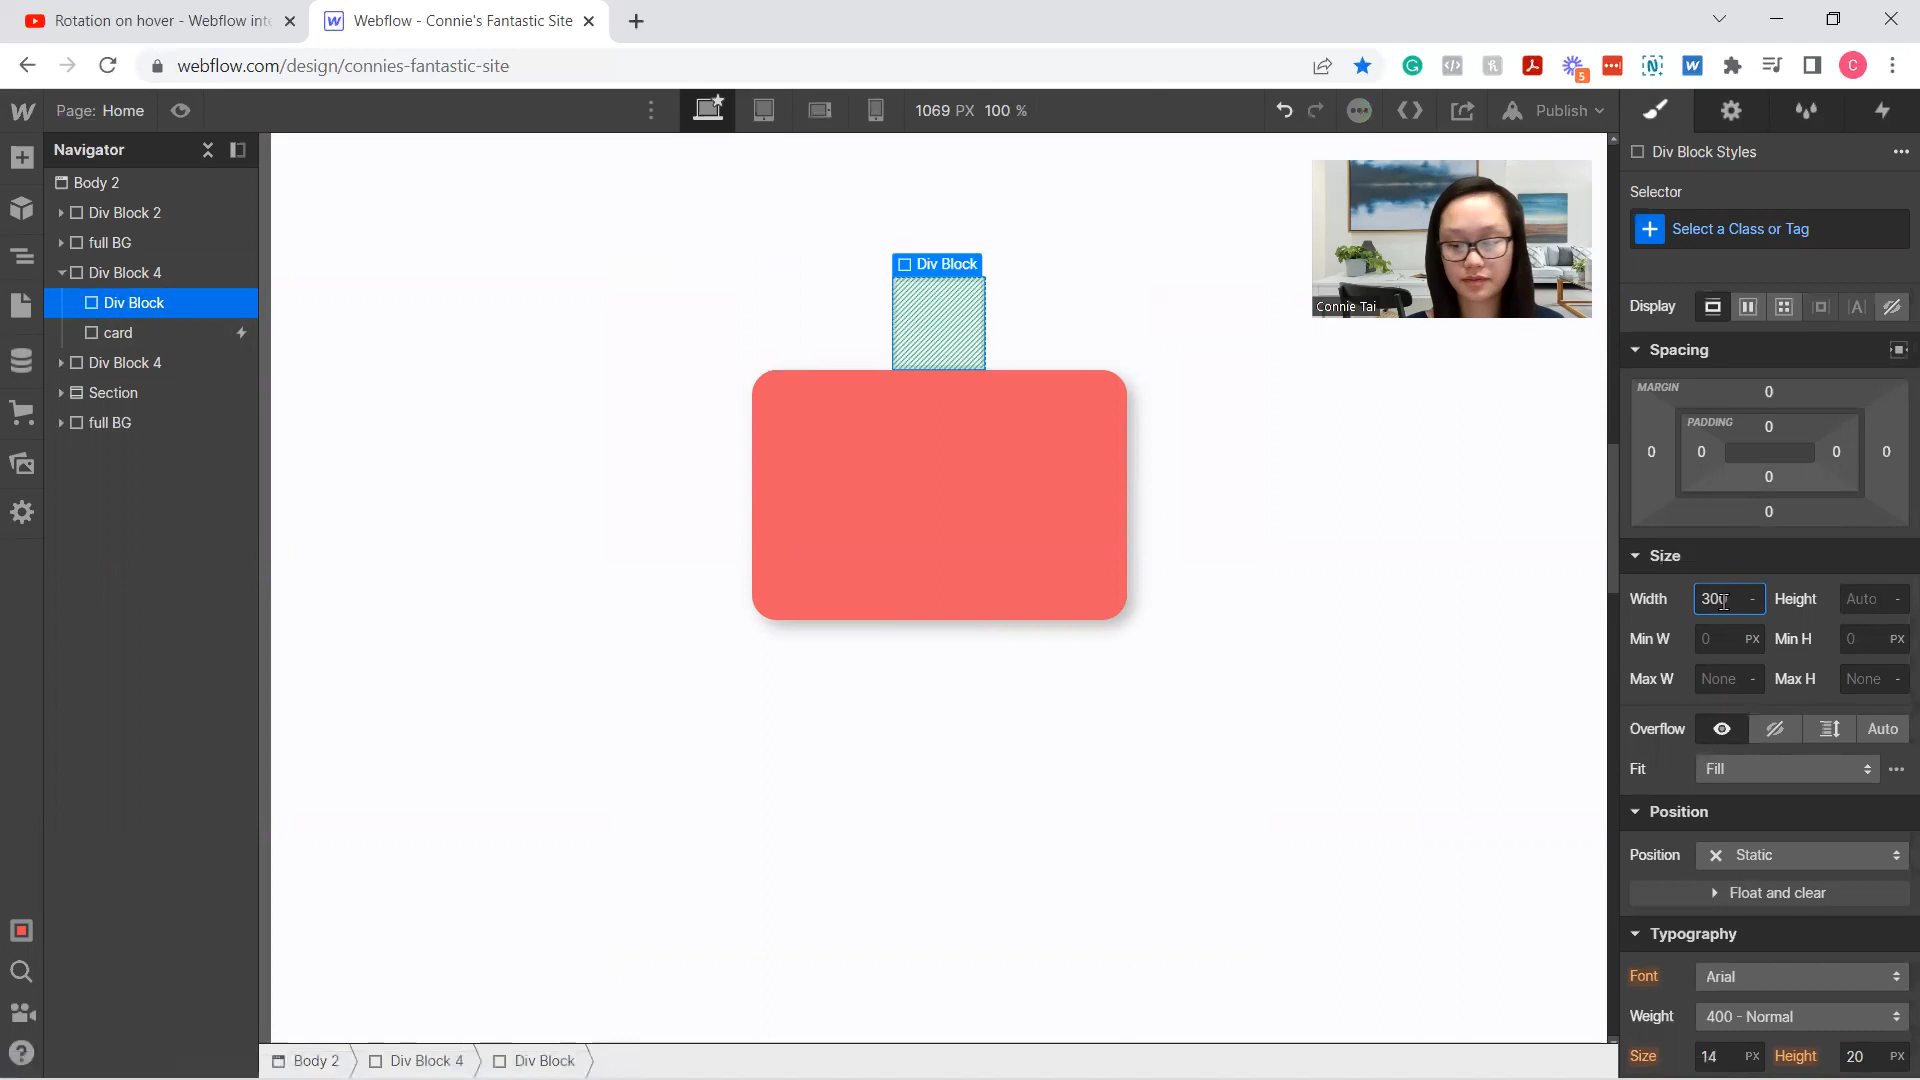 Rotation on hover - Webflow inte
Webflow - Connie's Fantastic Site
webflow.com/design/connies-fantastic-site
5
C
Page: Home
1069 PX 100 %
Publish
Navigator
Body 2
Div Block 2
full BG
Div Block 4
Div Block
card
Div Block 4
Section
full BG
Div Block
Connie Tai
Div Block Styles
Selector
Select a Class or Tag
Display
Spacing
MARGIN
0
PADDING
0
0 0 0 0
0
0
Size
Width 300 - Height Auto -
Min W 0 PX Min H 0 PX
Max W None - Max H None -
Overflow Auto
Fit Fill
Position
Position Static
Float and clear
Typography
Font Arial
Weight 400 - Normal
Size 14 PX Height 20 PX
Body 2 Div Block 4 Div Block